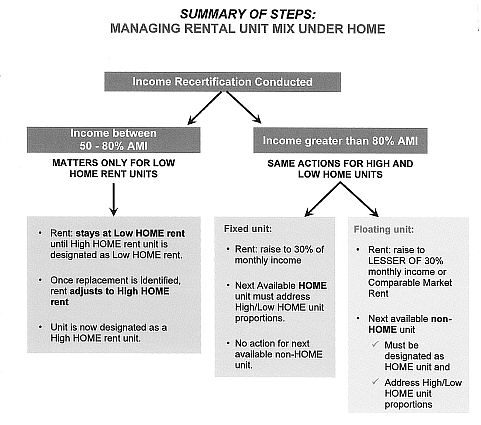 SUMMARY OF STEPS:
MANAGING RENTAL UNIT MIX UNDER HOME
Income Recertification Conducted
Income between
50 - 80% AMI
MATTERS ONLY FOR LOW
HOME RENT UNITS
• Rent: stays at Low HOME rent
until High HOME rent unit is
designated as Low HOME rent.
• Once replacement is Identified,
rent adjusts to High HOME
rent
• Unit is now designated as a
High HOME rent unit.
Income greater than 80% AMI
SAME ACTIONS FOR HIGH AND
LOW HOME UNITS
Fixed unit:
• Rent: raise to 30% of
monthly income
• Next Available HOME
unit must address
High/Low HOME unit
proportions.
• No action for next
available non-HOME
unit.
Floating unit:
• Rent: raise to
LESSER OF 30%
monthly income or
Comparable Market
Rent
• Next available non-
HOME unit
✓ Must be
designated as
HOME unit and
✓ Address High/Low
HOME unit
proportions